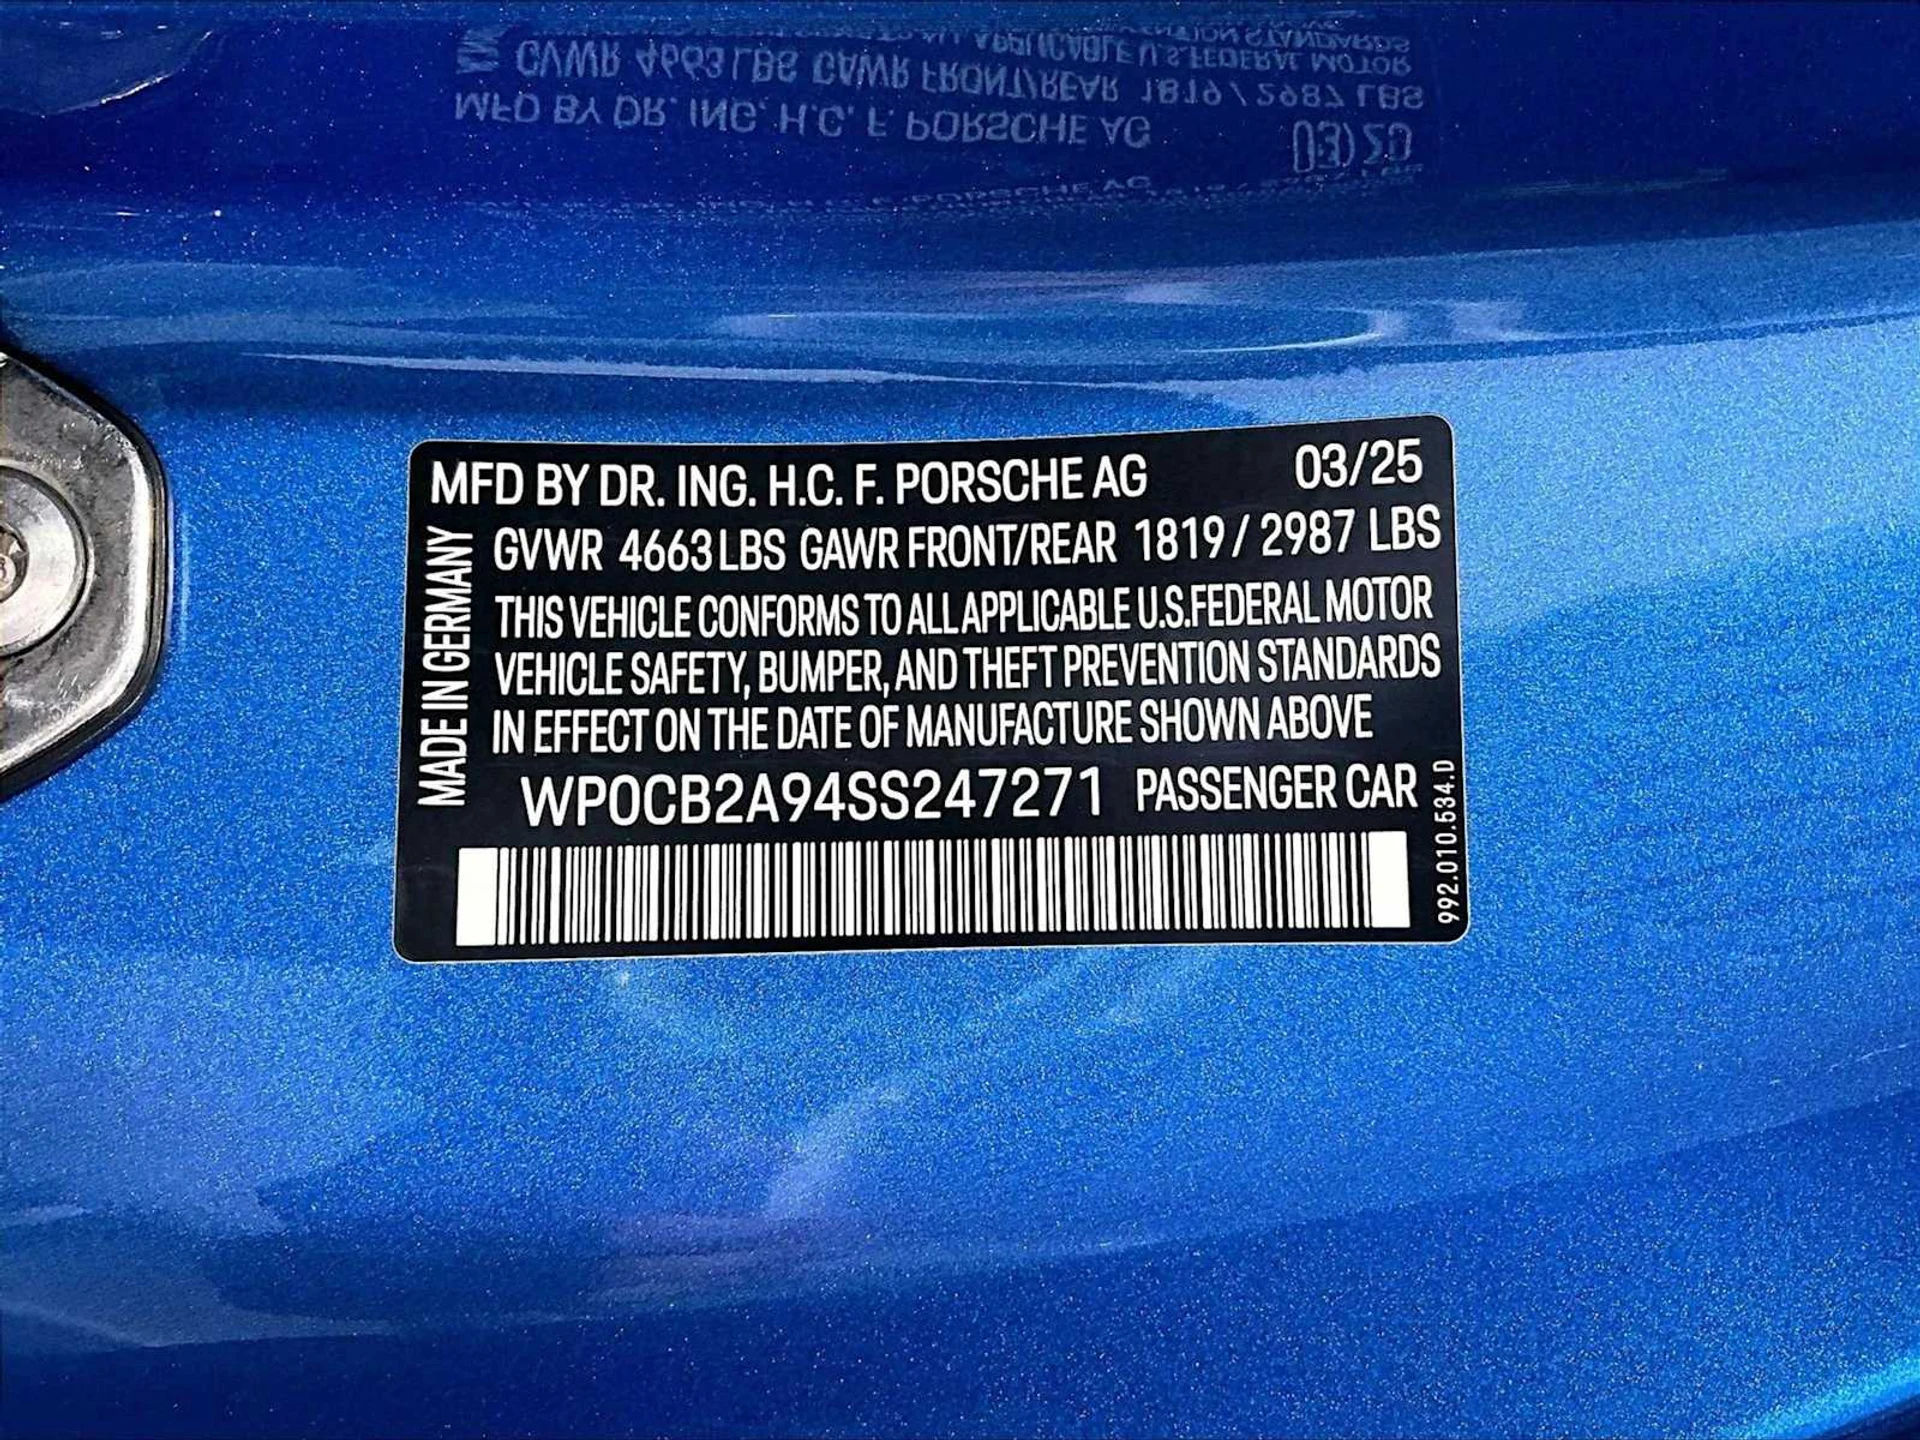 MFD BY DR. ING. H.C. F. PORSCHE AG 03/25
GVWR 4663 LBS GAWR FRONT/REAR 1819 / 2987 LBS
THIS VEHICLE CONFORMS TO ALL APPLICABLE U.S.FEDERAL MOTOR
VEHICLE SAFETY, BUMPER, AND THEFT PREVENTION STANDARDS
IN EFFECT ON THE DATE OF MANUFACTURE SHOWN ABOVE
WP0CB2A94SS247271 PASSENGER CAR
MADE IN GERMANY
992.010.534.D